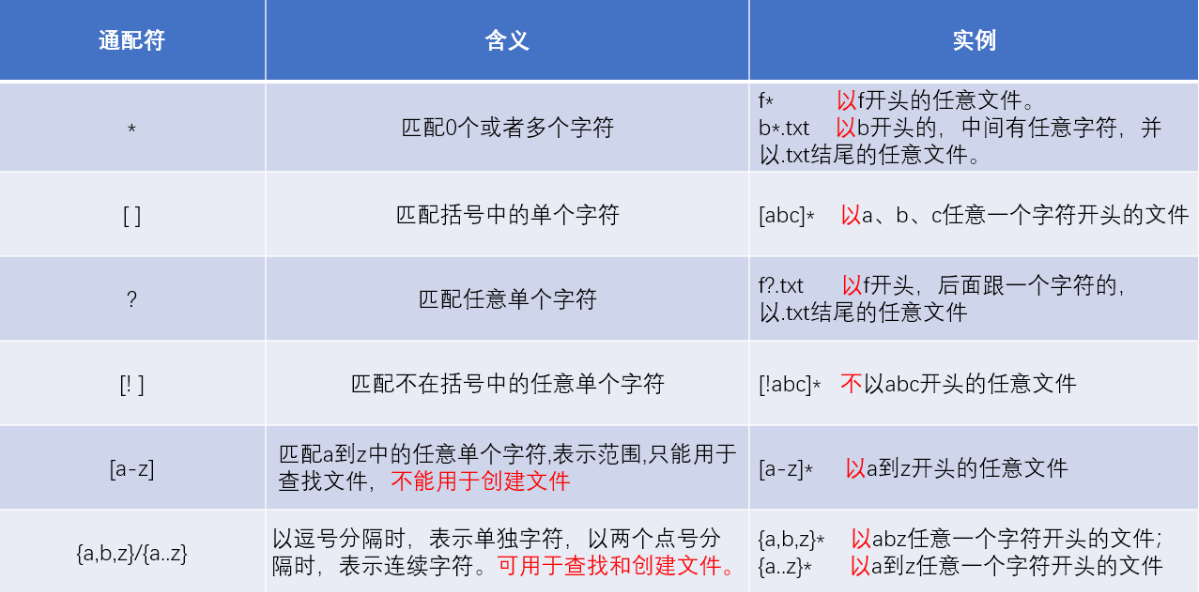 通配符 含义 实例
* 匹配0个或者多个字符 f* 以f开头的任意文件。
b*.txt 以b开头的，中间有任意字符，并
以.txt结尾的任意文件。
[ ] 匹配括号中的单个字符 [abc]* 以a、b、c任意一个字符开头的文件
? 匹配任意单个字符 f?.txt 以f开头，后面跟一个字符的，
以.txt结尾的任意文件
[! ] 匹配不在括号中的任意单个字符 [!abc]* 不以abc开头的任意文件
[a-z] 匹配a到z中的任意单个字符,表示范围,只能用于
查找文件，不能用于创建文件 [a-z]* 以a到z开头的任意文件
{a,b,z}/{a..z} 以逗号分隔时，表示单独字符，以两个点号分
隔时，表示连续字符。可用于查找和创建文件。
{a,b,z}* 以abz任意一个字符开头的文件;
{a..z}* 以a到z任意一个字符开头的文件